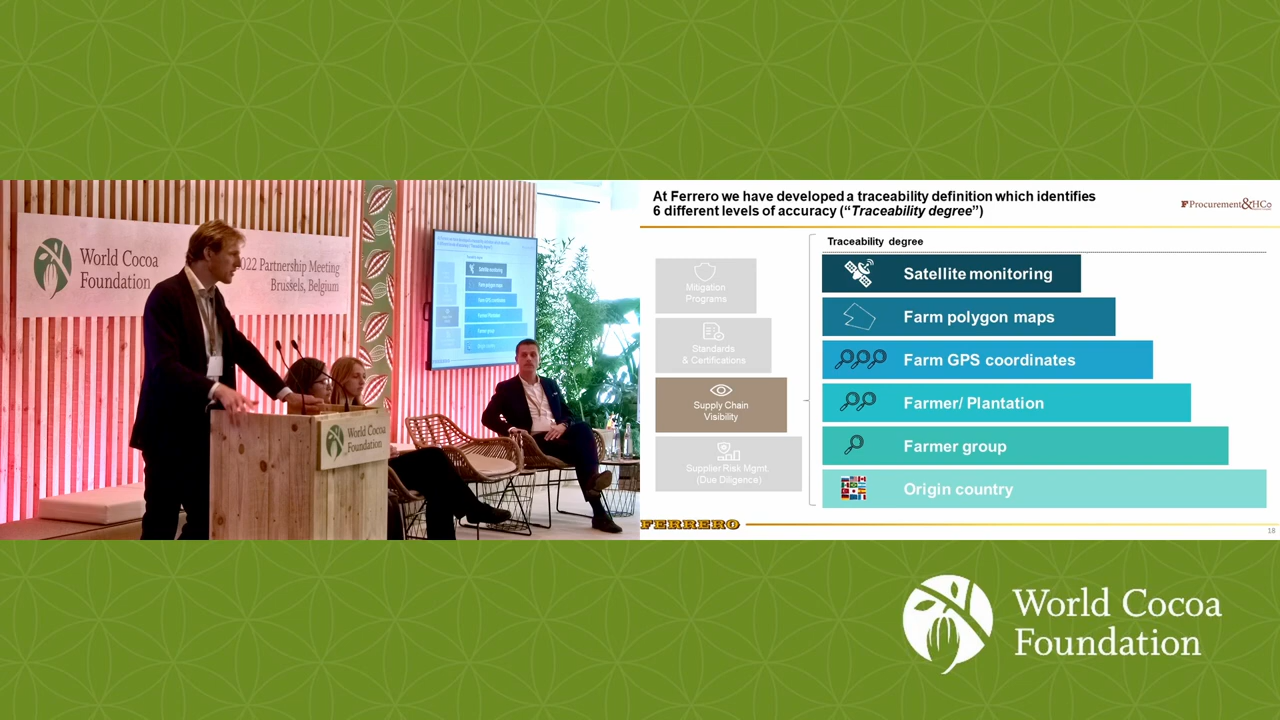 World Cocoa
Foundation
2022 Partnership Meeting
Brussels, Belgium
World Cocoa
Foundation
At Ferrero we have developed a traceability definition which identifies
6 different levels of accuracy (“Traceability degree”)
Procurement&HCo
Mitigation
Programs
Standards
& Certifications
Supply Chain
Visibility
Supplier Risk Mgmt.
(Due Diligence)
Traceability degree
Satellite monitoring
Farm polygon maps
Farm GPS coordinates
Farmer/ Plantation
Farmer group
Origin country
FERRERO
18
World Cocoa
Foundation